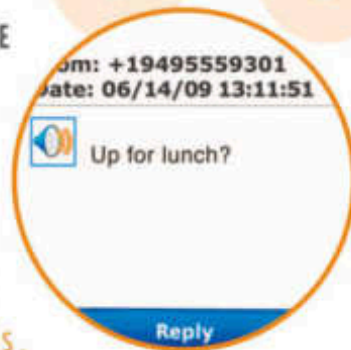 E
om: +19495559301
ate: 06/14/09 13:11:51
Up for lunch?
Reply
S